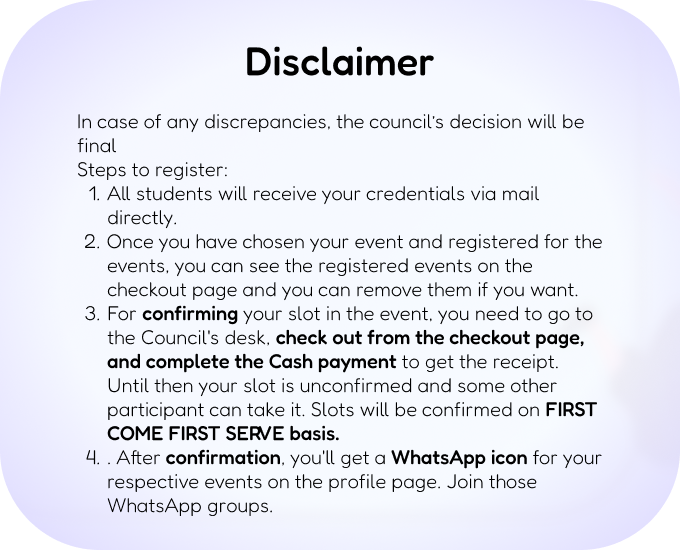 Disclaimer
In case of any discrepancies, the council's decision will be
final
Steps to register:
1. All students will receive your credentials via mail
directly.
2. Once you have chosen your event and registered for the
events, you can see the registered events on the
checkout page and you can remove them if you want.
3. For confirming your slot in the event, you need to go to
the Council's desk, check out from the checkout page,
and complete the Cash payment to get the receipt.
Until then your slot is unconfirmed and some other
participant can take it. Slots will be confirmed on FIRST
COME FIRST SERVE basis.
4. . After confirmation, you'll get a WhatsApp icon for your
respective events on the profile page. Join those
WhatsApp groups.